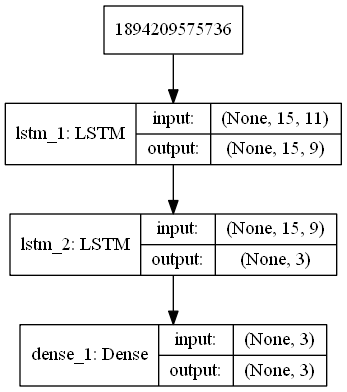 1894209575736
lstm_1: LSTM
input: (None, 15, 11)
output: (None, 15, 9)
lstm_2: LSTM
input: (None, 15, 9)
output: (None, 3)
dense_1: Dense
input: (None, 3)
output: (None, 3)